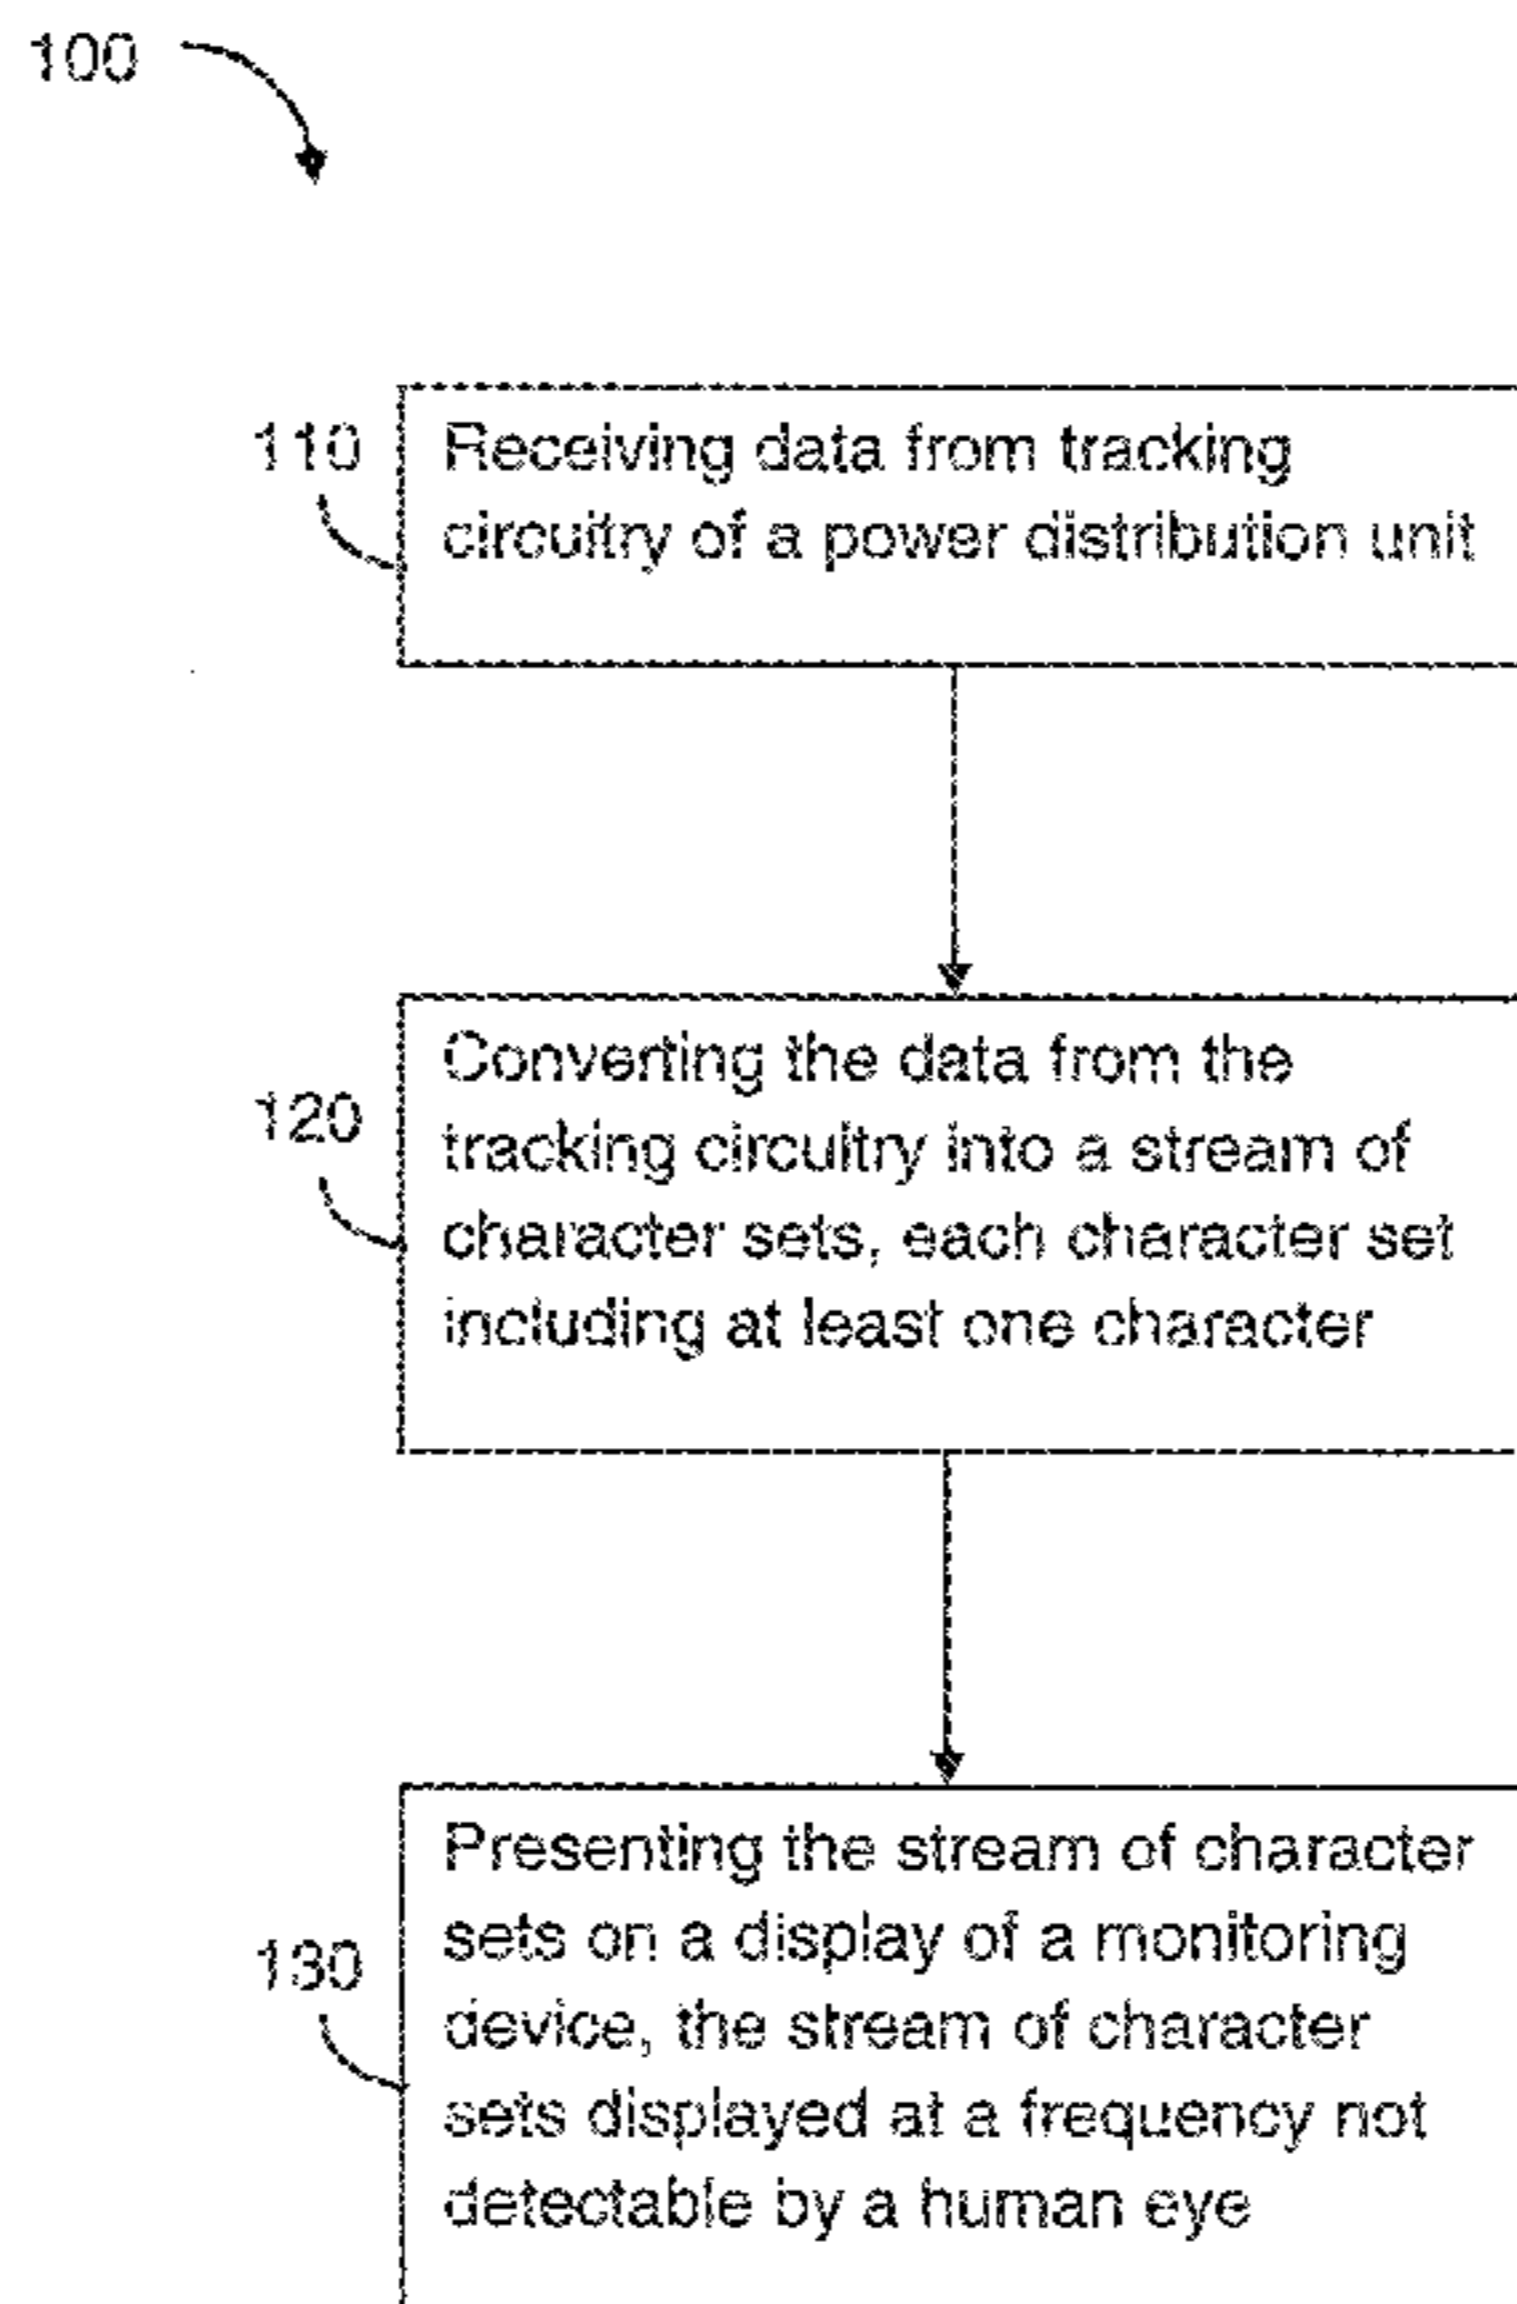 100
110
Receiving data from tracking
circuitry of a power distribution unit
120
Converting the data from the
tracking circuitry into a stream of
character sets, each character set
including at least one character
130
Presenting the stream of character
sets on a display of a monitoring
device, the stream of character
sets displayed at a frequency not
detectable by a human eye